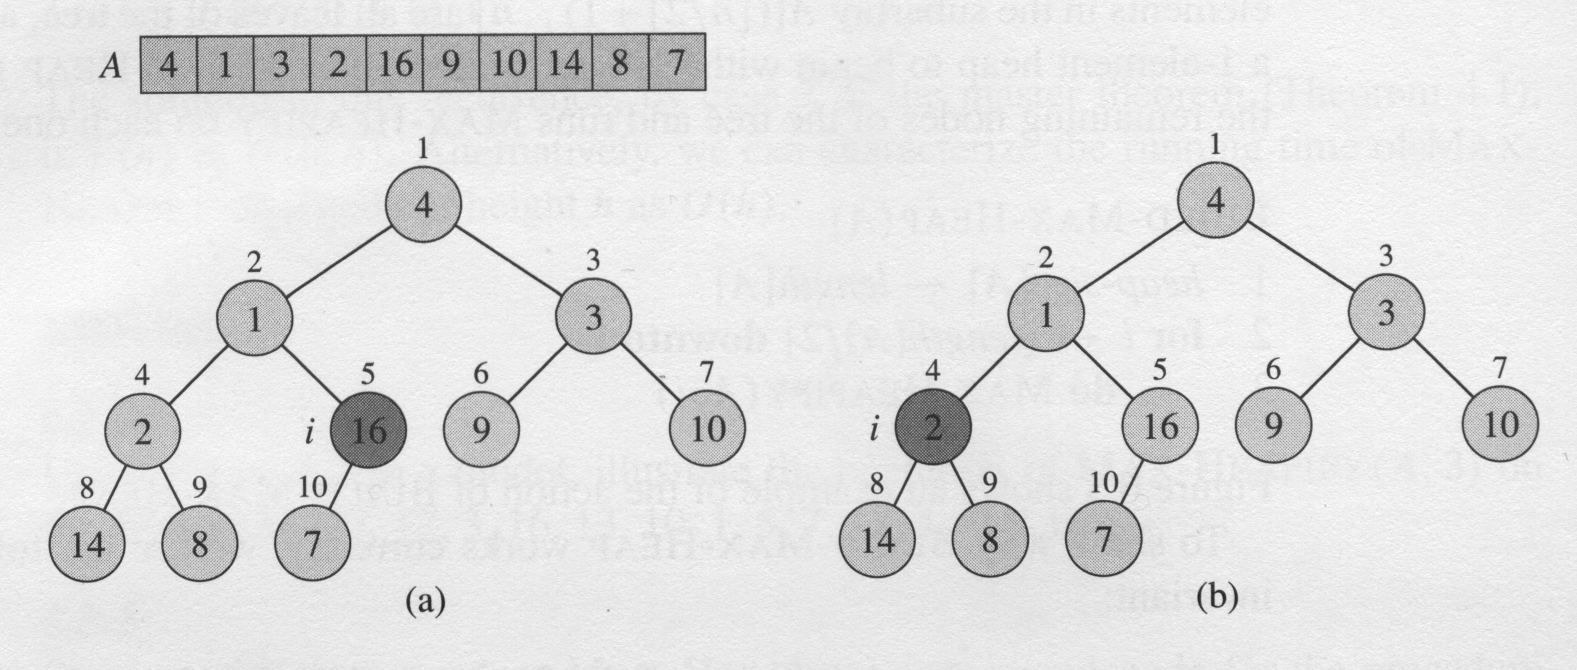 A 4 1 3 2 16 9 10 14 8 7
1 1
4 4
2 3 2 3
1 3 1 3
4 5 6 7 4 5 6 7
2 i 16 9 10 i 2 16 9 10
8 9 10 8 9 10
14 8 7 14 8 7
(a) (b)